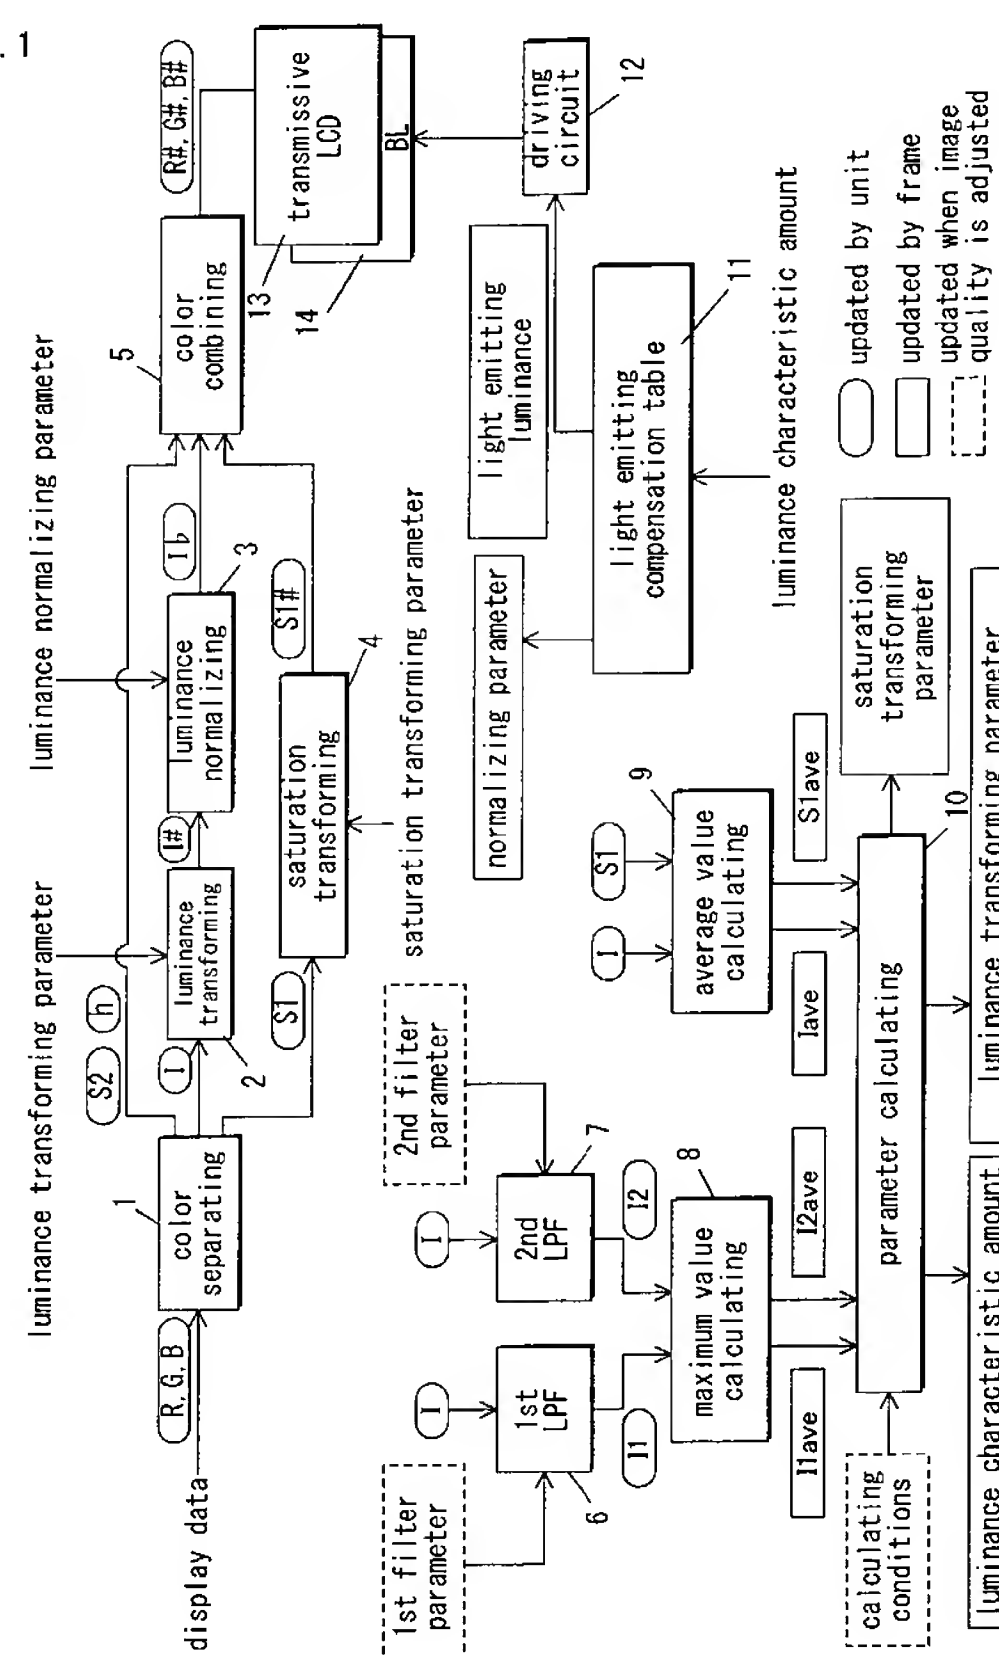 . 1
luminance transforming parameter
luminance normalizing parameter
display data
R, G, B
1
color
separating
S2
h
I
2
luminance
transforming
I#
luminance
normalizing
3
I♭
5
color
combining
R#, G#, B#
S1
saturation
transforming
4
S1#
saturation transforming parameter
13
transmissive
LCD
14
BL
driving
circuit
12
1st filter
parameter
2nd filter
parameter
I
1st
LPF
6
I1
I
2nd
LPF
7
I2
maximum value
calculating
8
I1ave
I2ave
I
S1
average value
calculating
9
Iave
S1ave
calculating
conditions
parameter calculating
10
saturation
transforming
parameter
luminance characteristic amount
luminance transforming parameter
normalizing parameter
light emitting
luminance
light emitting
compensation table
11
luminance characteristic amount
updated by unit
updated by frame
updated when image
quality is adjusted